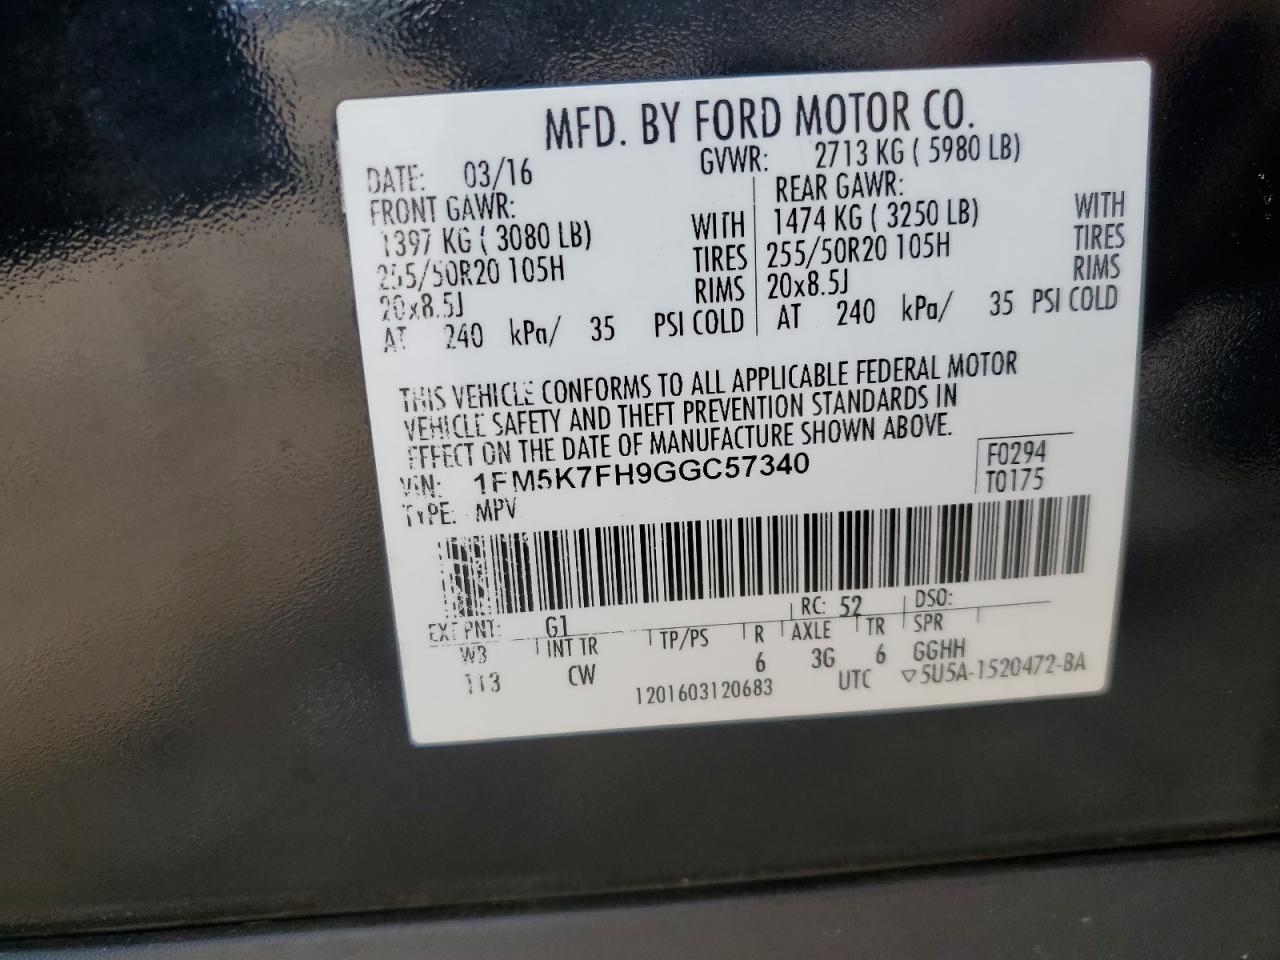 MFD. BY FORD MOTOR CO.
DATE: 03/16 GVWR: 2713 KG ( 5980 LB)
FRONT GAWR: REAR GAWR:
1397 KG ( 3080 LB) WITH 1474 KG ( 3250 LB) WITH
255/50R20 105H TIRES 255/50R20 105H TIRES
20x8.5J RIMS 20x8.5J RIMS
AT 240 kPa/ 35 PSI COLD AT 240 kPa/ 35 PSI COLD
THIS VEHICLE CONFORMS TO ALL APPLICABLE FEDERAL MOTOR
VEHICLE SAFETY AND THEFT PREVENTION STANDARDS IN
EFFECT ON THE DATE OF MANUFACTURE SHOWN ABOVE.
VIN: 1FM5K7FH9GGC57340 F0294
TYPE: MPV T0175
EXT PNT: G1 RC: 52 DSO:
W3 INT TR TP/PS R AXLE TR SPR
113 CW 6 3G 6 GGHH
1201603120683 UTC ▽5U5A-1520472-BA